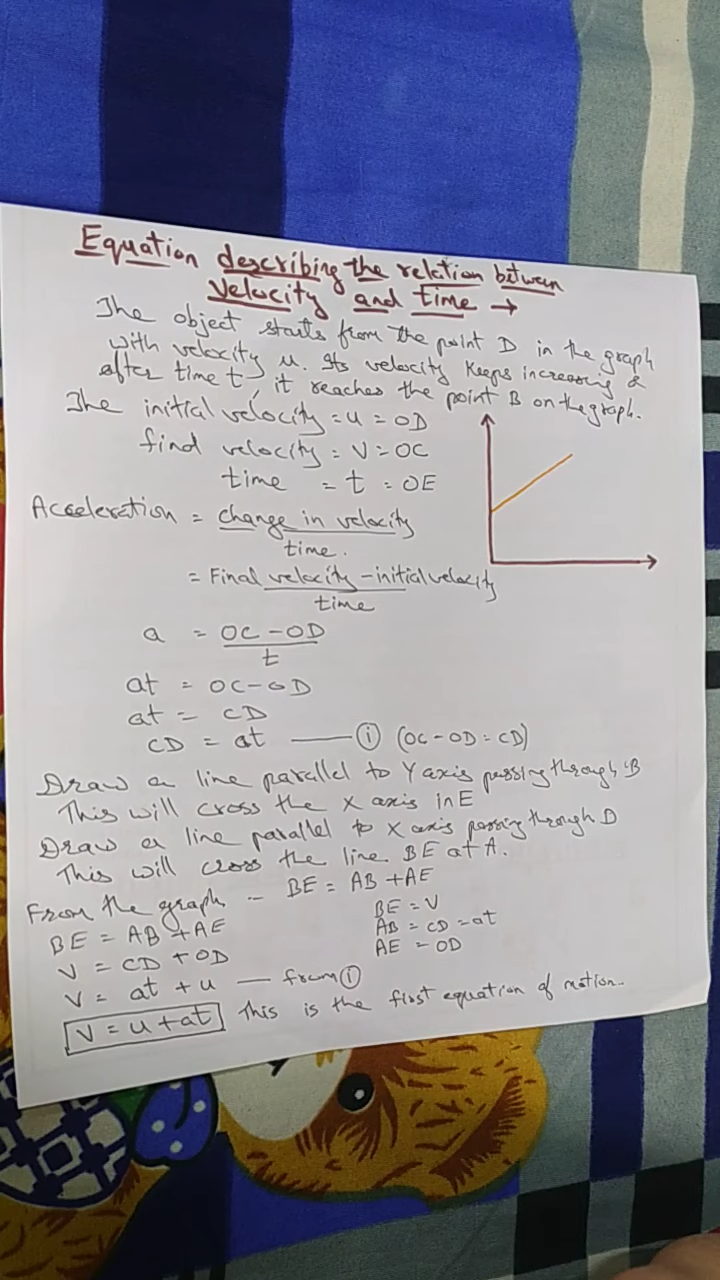 Equation describing the relation between
velocity and time →
The object starts from the point D in the graph
with velocity u. Its velocity keeps increasing &
after time t, it reaches the point B on the graph.
The initial velocity = u = OD
find velocity = V = OC
time = t = OE
Acceleration = change in velocity
time.
= Final velocity - initial velocity
time
a = OC - OD
t
at = OC - OD
at = CD
CD = at —— (i) (OC - OD = CD)
Draw a line parallel to Y axis passing through B
This will cross the X axis in E
Draw a line parallel to X axis passing through D
This will cross the line BE at A.
From the graph - BE = AB + AE
BE = AB + AE
V = CD + OD
V = at + u — from (i)
BE = V
AB = CD = at
AE = OD
V = u + at This is the first equation of motion..